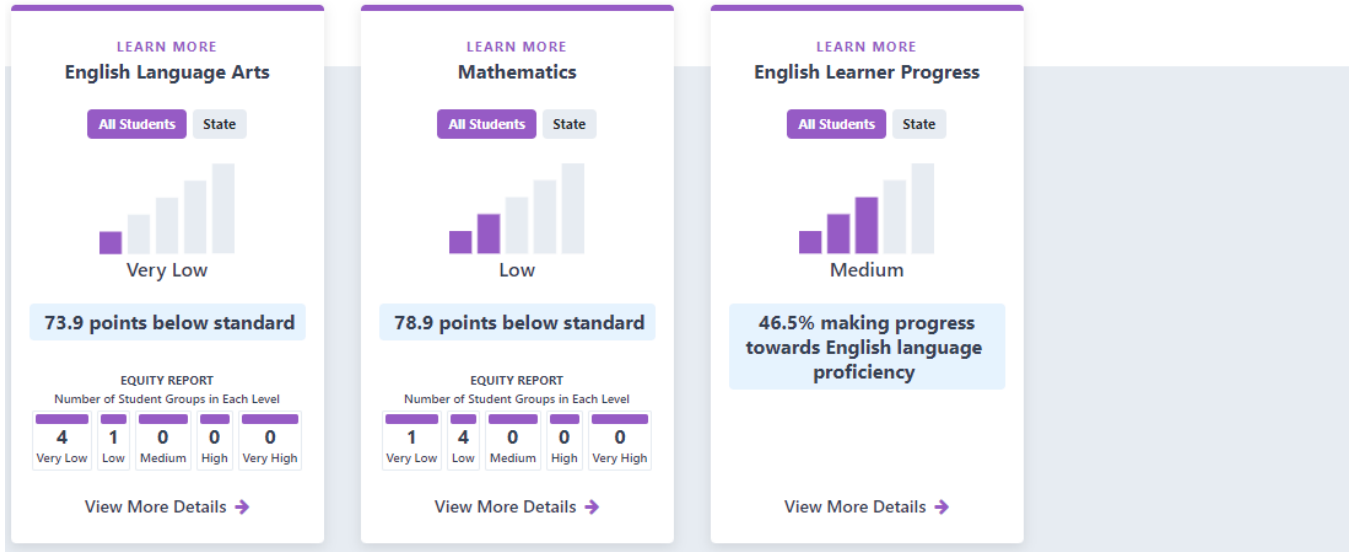 LEARN MORE
English Language Arts
All Students State
Very Low
73.9 points below standard
EQUITY REPORT
Number of Student Groups in Each Level
4 1 0 0 0
Very Low Low Medium High Very High
View More Details
LEARN MORE
Mathematics
All Students State
Low
78.9 points below standard
EQUITY REPORT
Number of Student Groups in Each Level
1 4 0 0 0
Very Low Low Medium High Very High
View More Details
LEARN MORE
English Learner Progress
All Students State
Medium
46.5% making progress
towards English language
proficiency
View More Details